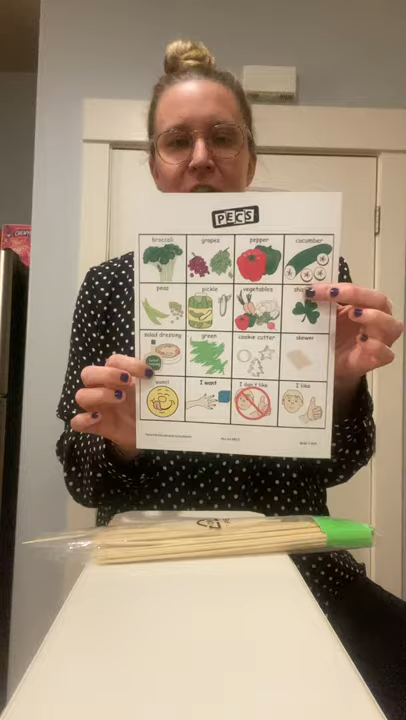 PECS
broccoli grapes pepper cucumber
peas pickle vegetables
salad dressing green cookie cutter skewer
yum! I want I don't like I like